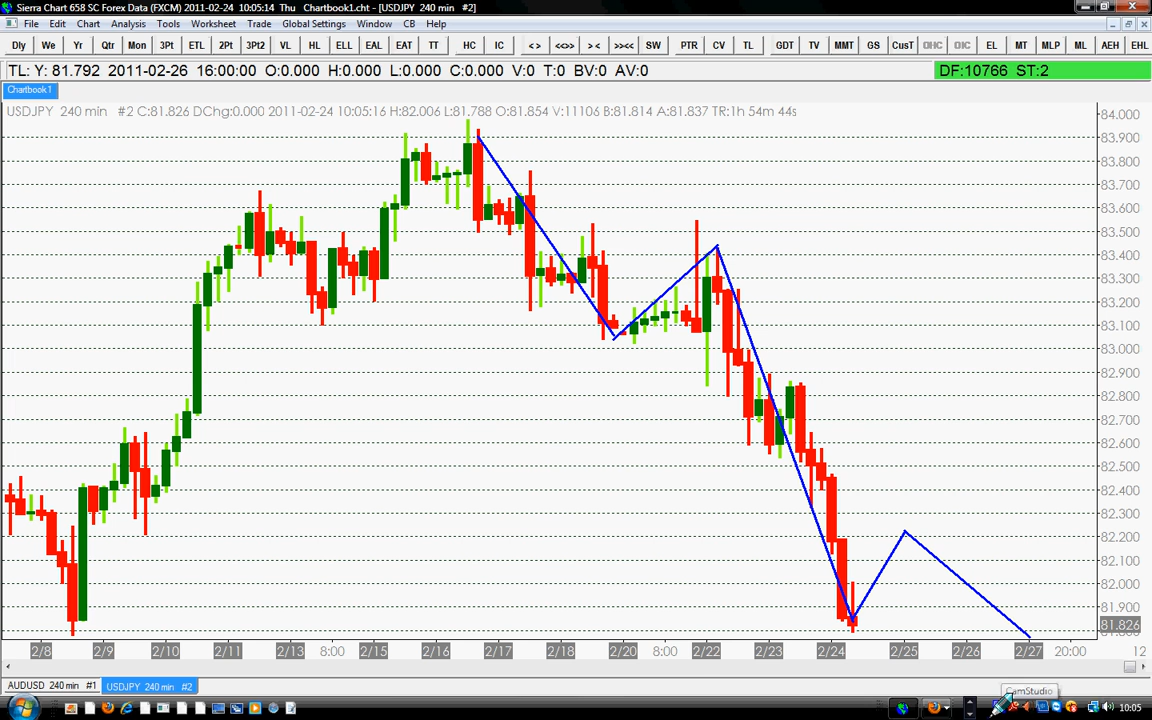 Sierra Chart 658 SC Forex Data (FXCM) 2011-02-24 10:05:14 Thu Chartbook1.cht - [USDJPY 240 min #2]
File Edit Chart Analysis Tools Worksheet Trade Global Settings Window CB Help
Dly We Yr Qtr Mon 3Pt ETL 2Pt 3Pt2 VL HL ELL EAL EAT TT HC IC <> <<>> >< >><< SW PTR CV TL GDT TV MMT GS CusT OHC OIC EL MT MLP ML AEH EHL
TL: Y: 81.792 2011-02-26 16:00:00 O:0.000 H:0.000 L:0.000 C:0.000 V:0 T:0 BV:0 AV:0 DF:10766 ST:2
Chartbook1
USDJPY 240 min #2 C:81.826 DChg:0.000 2011-02-24 10:05:16 H:82.006 L:81.788 O:81.854 V:11106 B:81.814 A:81.837 TR:1h 54m 44s
84.000
83.900
83.800
83.700
83.600
83.500
83.400
83.300
83.200
83.100
83.000
82.900
82.800
82.700
82.600
82.500
82.400
82.300
82.200
82.100
82.000
81.900
81.826
2/8 2/9 2/10 2/11 2/13 8:00 2/15 2/16 2/17 2/18 2/20 8:00 2/22 2/23 2/24 2/25 2/26 2/27 20:00 12
AUDUSD 240 min #1 USDJPY 240 min #2
CamStudio
10:05